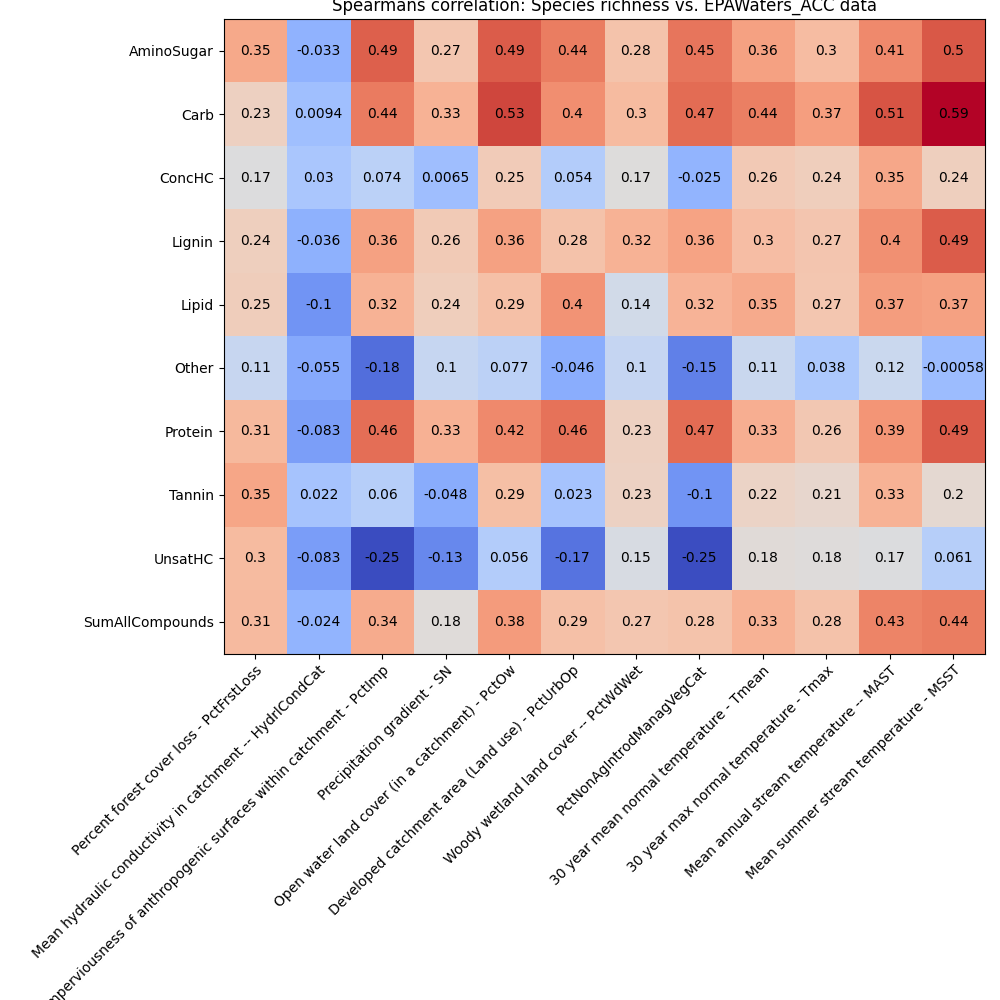 Spearmans correlation: Species richness vs. EPAWaters_ACC data
AminoSugar 0.35 -0.033 0.49 0.27 0.49 0.44 0.28 0.45 0.36 0.3 0.41 0.5
Carb 0.23 0.0094 0.44 0.33 0.53 0.4 0.3 0.47 0.44 0.37 0.51 0.59
ConcHC 0.17 0.03 0.074 0.0065 0.25 0.054 0.17 -0.025 0.26 0.24 0.35 0.24
Lignin 0.24 -0.036 0.36 0.26 0.36 0.28 0.32 0.36 0.3 0.27 0.4 0.49
Lipid 0.25 -0.1 0.32 0.24 0.29 0.4 0.14 0.32 0.35 0.27 0.37 0.37
Other 0.11 -0.055 -0.18 0.1 0.077 -0.046 0.1 -0.15 0.11 0.038 0.12 -0.00058
Protein 0.31 -0.083 0.46 0.33 0.42 0.46 0.23 0.47 0.33 0.26 0.39 0.49
Tannin 0.35 0.022 0.06 -0.048 0.29 0.023 0.23 -0.1 0.22 0.21 0.33 0.2
UnsatHC 0.3 -0.083 -0.25 -0.13 0.056 -0.17 0.15 -0.25 0.18 0.18 0.17 0.061
SumAllCompounds 0.31 -0.024 0.34 0.18 0.38 0.29 0.27 0.28 0.33 0.28 0.43 0.44
Percent forest cover loss - PctFrstLoss
Mean hydraulic conductivity in catchment -- HydrlCondCat
mperviousness of anthropogenic surfaces within catchment - PctImp
Precipitation gradient - SN
Open water land cover (in a catchment) - PctOw
Developed catchment area (Land use) - PctUrbOp
Woody wetland land cover -- PctWdWet
PctNonAgIntrodManagVegCat
30 year mean normal temperature - Tmean
30 year max normal temperature - Tmax
Mean annual stream temperature -- MAST
Mean summer stream temperature - MSST